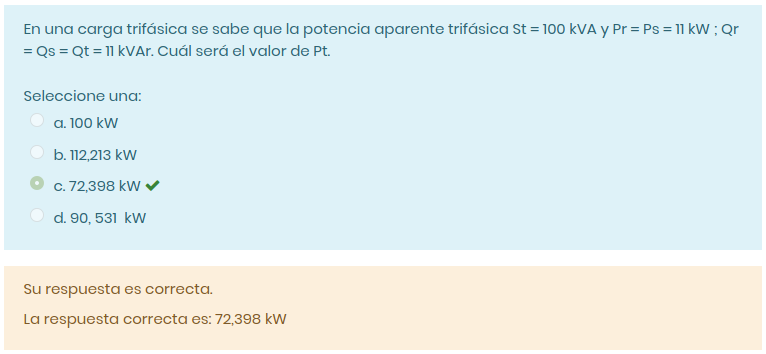 En una carga trifásica se sabe que la potencia aparente trifásica St = 100 kVA y Pr = Ps = 11 kW ; Qr
= Qs = Qt = 11 kVAr. Cuál será el valor de Pt.
Seleccione una:
a. 100 kW
b. 112,213 kW
c. 72,398 kW ✔
d. 90, 531 kW
Su respuesta es correcta.
La respuesta correcta es: 72,398 kW